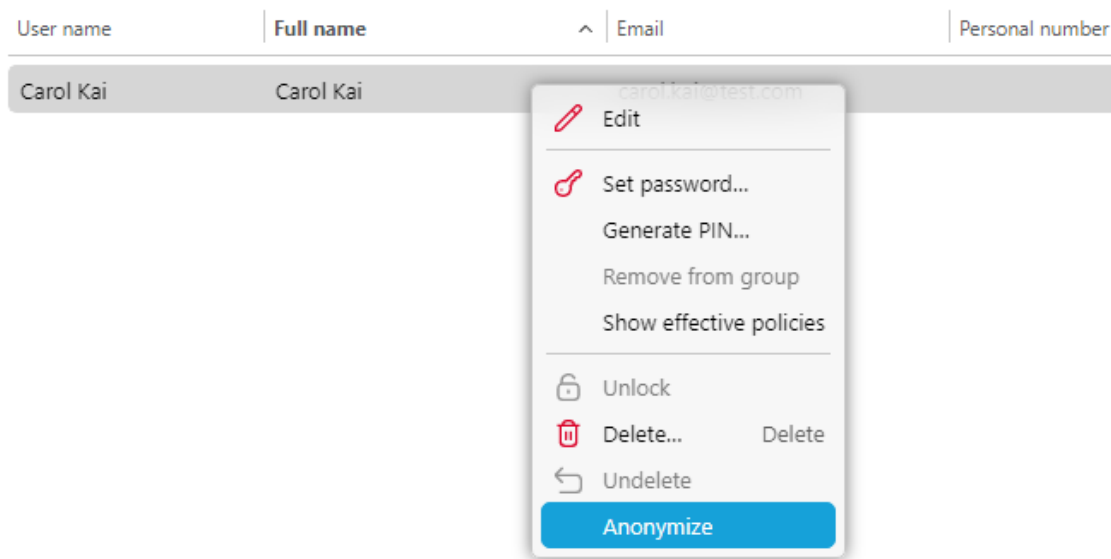 User name Full name Email Personal number
Carol Kai Carol Kai carol.kai@test.com
Edit
Set password...
Generate PIN...
Remove from group
Show effective policies
Unlock
Delete... Delete
Undelete
Anonymize